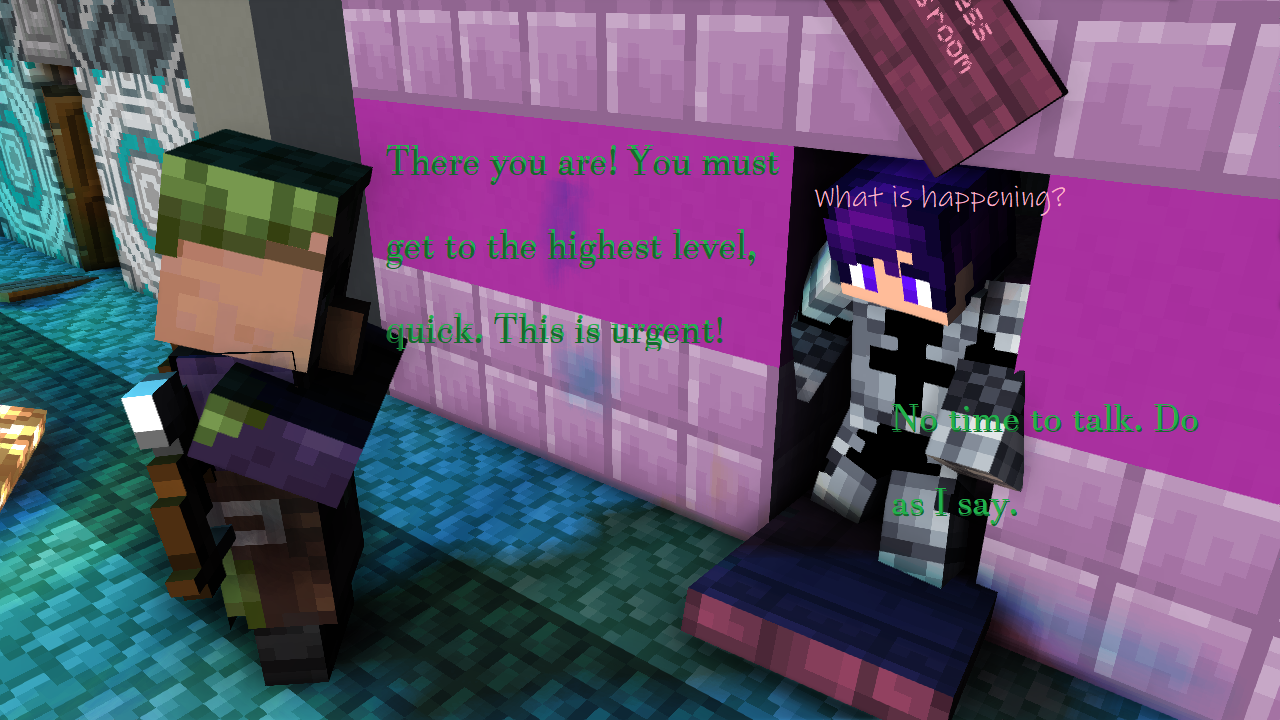 room
There you are! You must
get to the highest level,
quick. This is urgent!
What is happening?
No time to talk. Do
as I say.